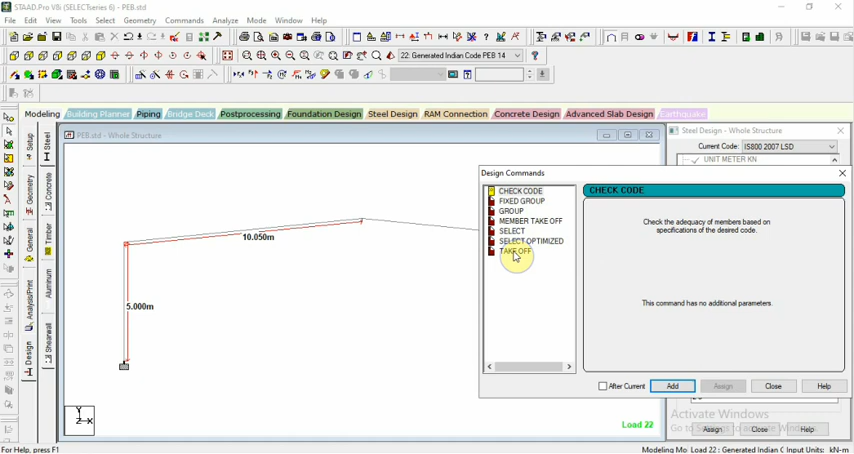 STAAD.Pro V8i (SELECTseries 6) - PEB.std
File Edit View Tools Select Geometry Commands Analyze Mode Window Help
22: Generated Indian Code PEB 14
Modeling Building Planner Piping Bridge Deck Postprocessing Foundation Design Steel Design RAM Connection Concrete Design Advanced Slab Design Earthquake
PEB.std - Whole Structure
Steel Design - Whole Structure
Current Code: IS800 2007 LSD
UNIT METER KN
Setup
Geometry
General
Analysis/Print
Design
Steel
Concrete
Timber
Aluminum
Shearwall
10.050m
5.000m
Y
Z X
Load 22
Design Commands
CHECK CODE
FIXED GROUP
GROUP
MEMBER TAKE OFF
SELECT
SELECT OPTIMIZED
TAKE OFF
CHECK CODE
Check the adequacy of members based on
specifications of the desired code.
This command has no additional parameters.
After Current Add Assign Close Help
Activate Windows
Assign Close Help
For Help, press F1
Modeling Mo Load 22 : Generated Indian C Input Units: kN-m